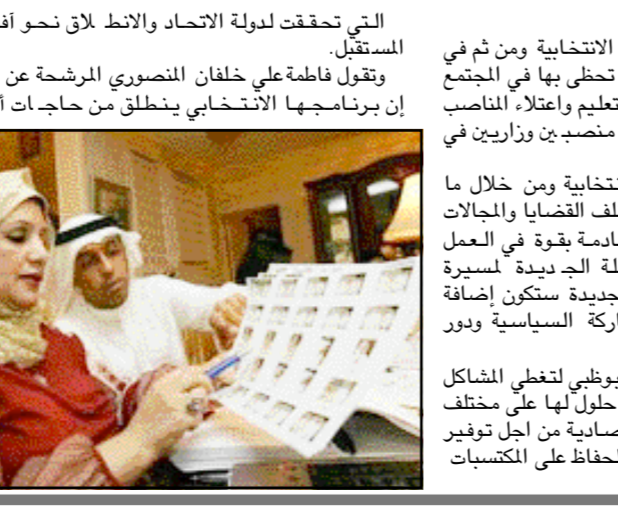 الانتخابية ومن ثم في
تحظى بها في المجتمع
تعليم واعتلاء المناصب
منصبين وزاريين في
نتخابية ومن خلال ما
لف القضايا والمجالات
ادمة بقوة في العمل
لة الجديدة لمسيرة
جديدة ستكون إضافة
اركة السياسية ودور
بوظبي لتغطي المشاكل
حلول لها على مختلف
صادية من اجل توفير
لحفاظ على المكتسبات
التي تحققت لدولة الاتحاد والانطلاق نحو آف
المستقبل.
وتقول فاطمة علي خلفان المنصوري المرشحة عن
إن برنامجها الانتخابي ينطلق من حاجات أ